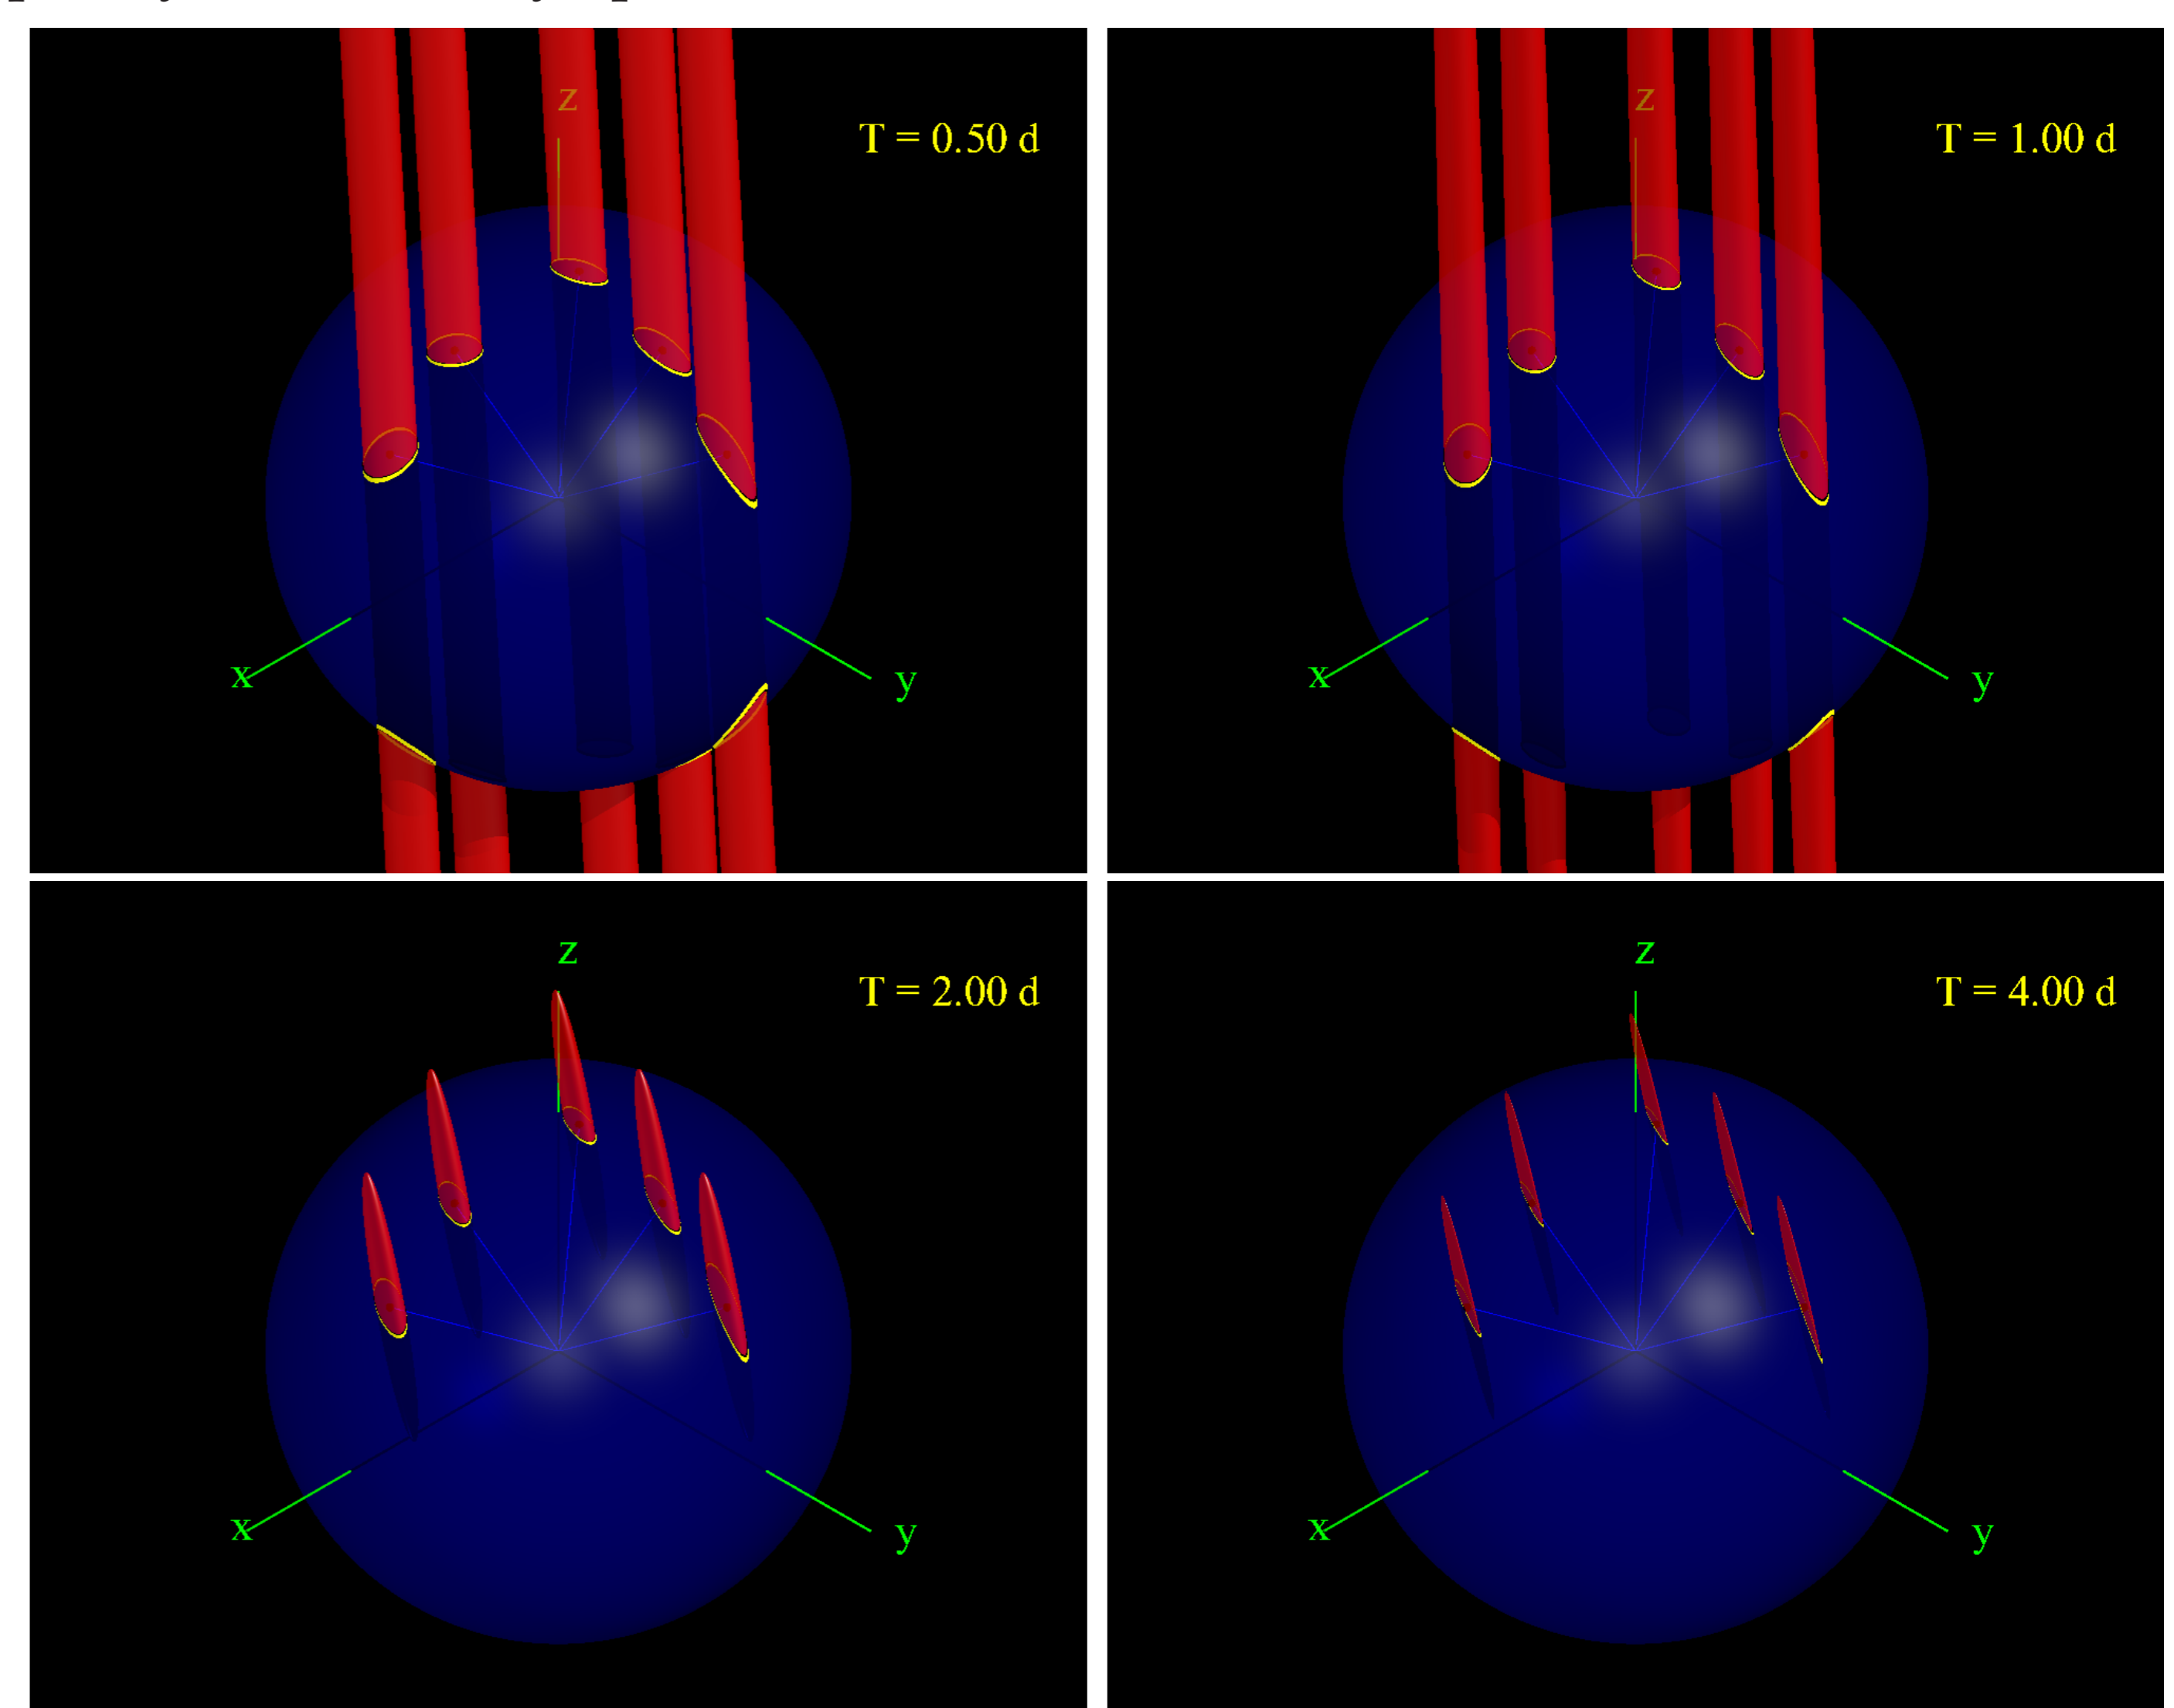 z
T = 0.50 d
x
y
z
T = 1.00 d
x
y
z
T = 2.00 d
x
y
z
T = 4.00 d
x
y